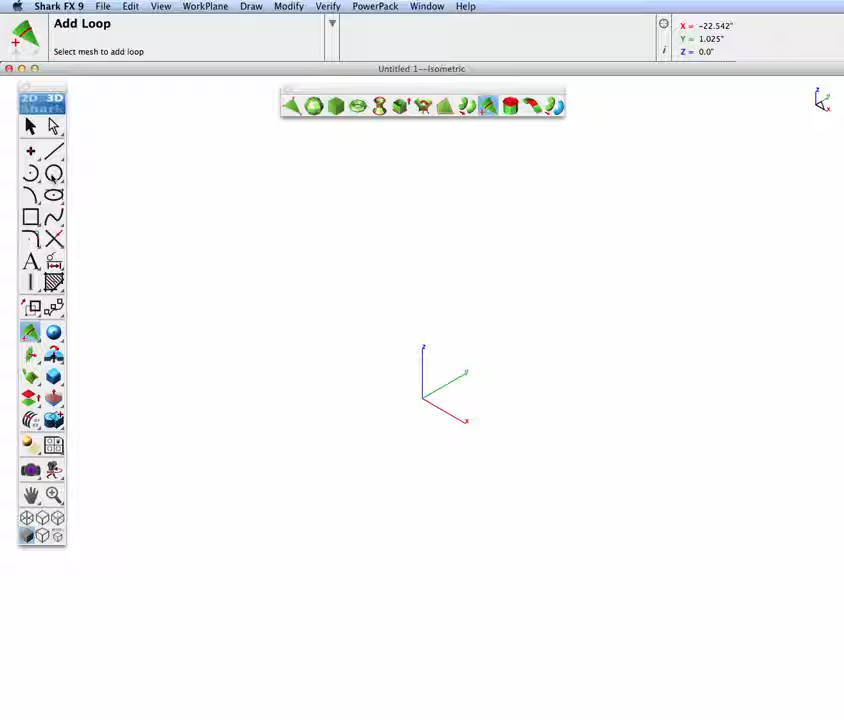 Shark FX 9 File Edit View WorkPlane Draw Modify Verify PowerPack Window Help
Add Loop
Select mesh to add loop
X = -22.542"
Y = 1.025"
Z = 0.0"
i
Untitled 1--Isometric
z
y
x
2D 3D
Shark
A
z
y
x